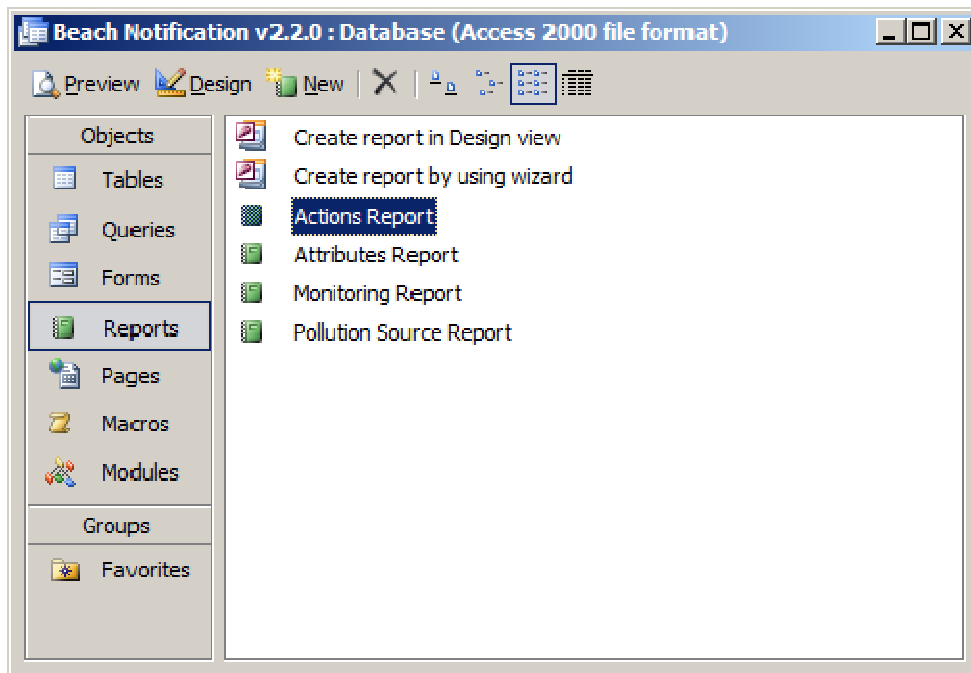 Beach Notification v2.2.0 : Database (Access 2000 file format)
Preview Design New
Objects
Tables
Queries
Forms
Reports
Pages
Macros
Modules
Groups
Favorites
Create report in Design view
Create report by using wizard
Actions Report
Attributes Report
Monitoring Report
Pollution Source Report